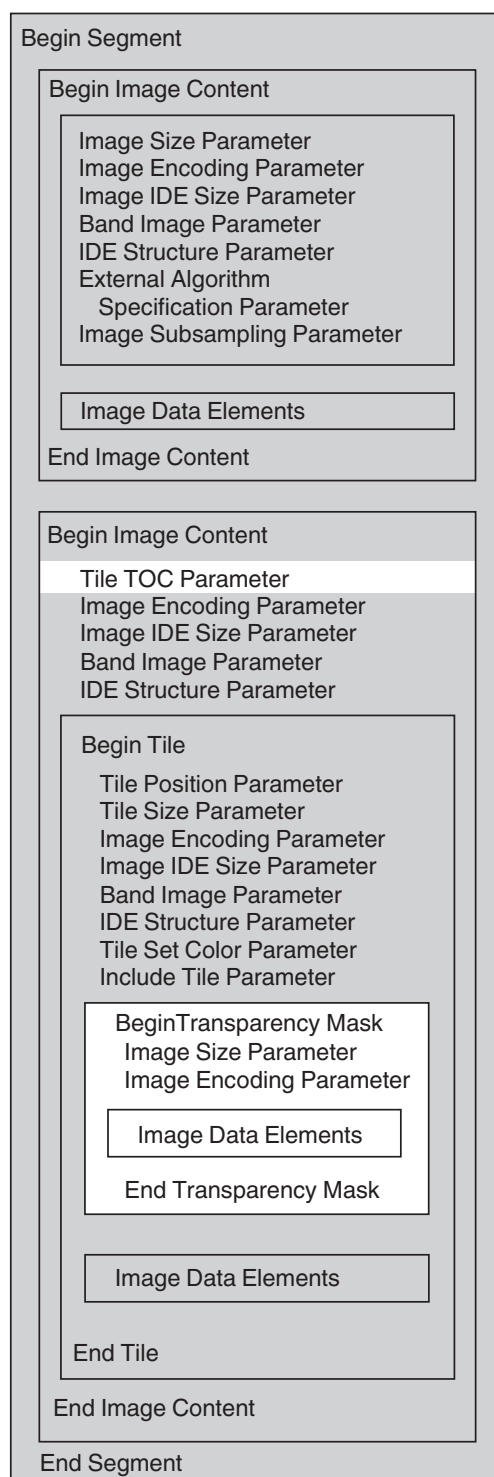 Begin Segment
Begin Image Content
Image Size Parameter
Image Encoding Parameter
Image IDE Size Parameter
Band Image Parameter
IDE Structure Parameter
External Algorithm
Specification Parameter
Image Subsampling Parameter
Image Data Elements
End Image Content
Begin Image Content
Tile TOC Parameter
Image Encoding Parameter
Image IDE Size Parameter
Band Image Parameter
IDE Structure Parameter
Begin Tile
Tile Position Parameter
Tile Size Parameter
Image Encoding Parameter
Image IDE Size Parameter
Band Image Parameter
IDE Structure Parameter
Tile Set Color Parameter
Include Tile Parameter
BeginTransparency Mask
Image Size Parameter
Image Encoding Parameter
Image Data Elements
End Transparency Mask
Image Data Elements
End Tile
End Image Content
End Segment